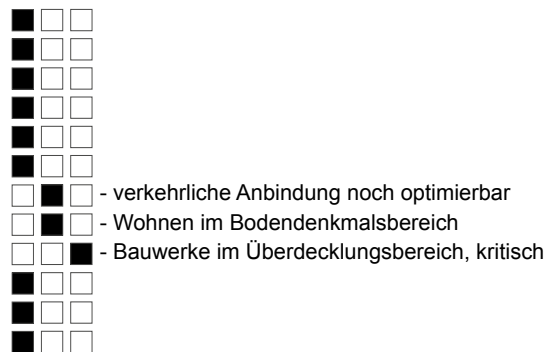 - verkehrliche Anbindung noch optimierbar
- Wohnen im Bodendenkmalsbereich
- Bauwerke im Überdecklungsbereich, kritisch